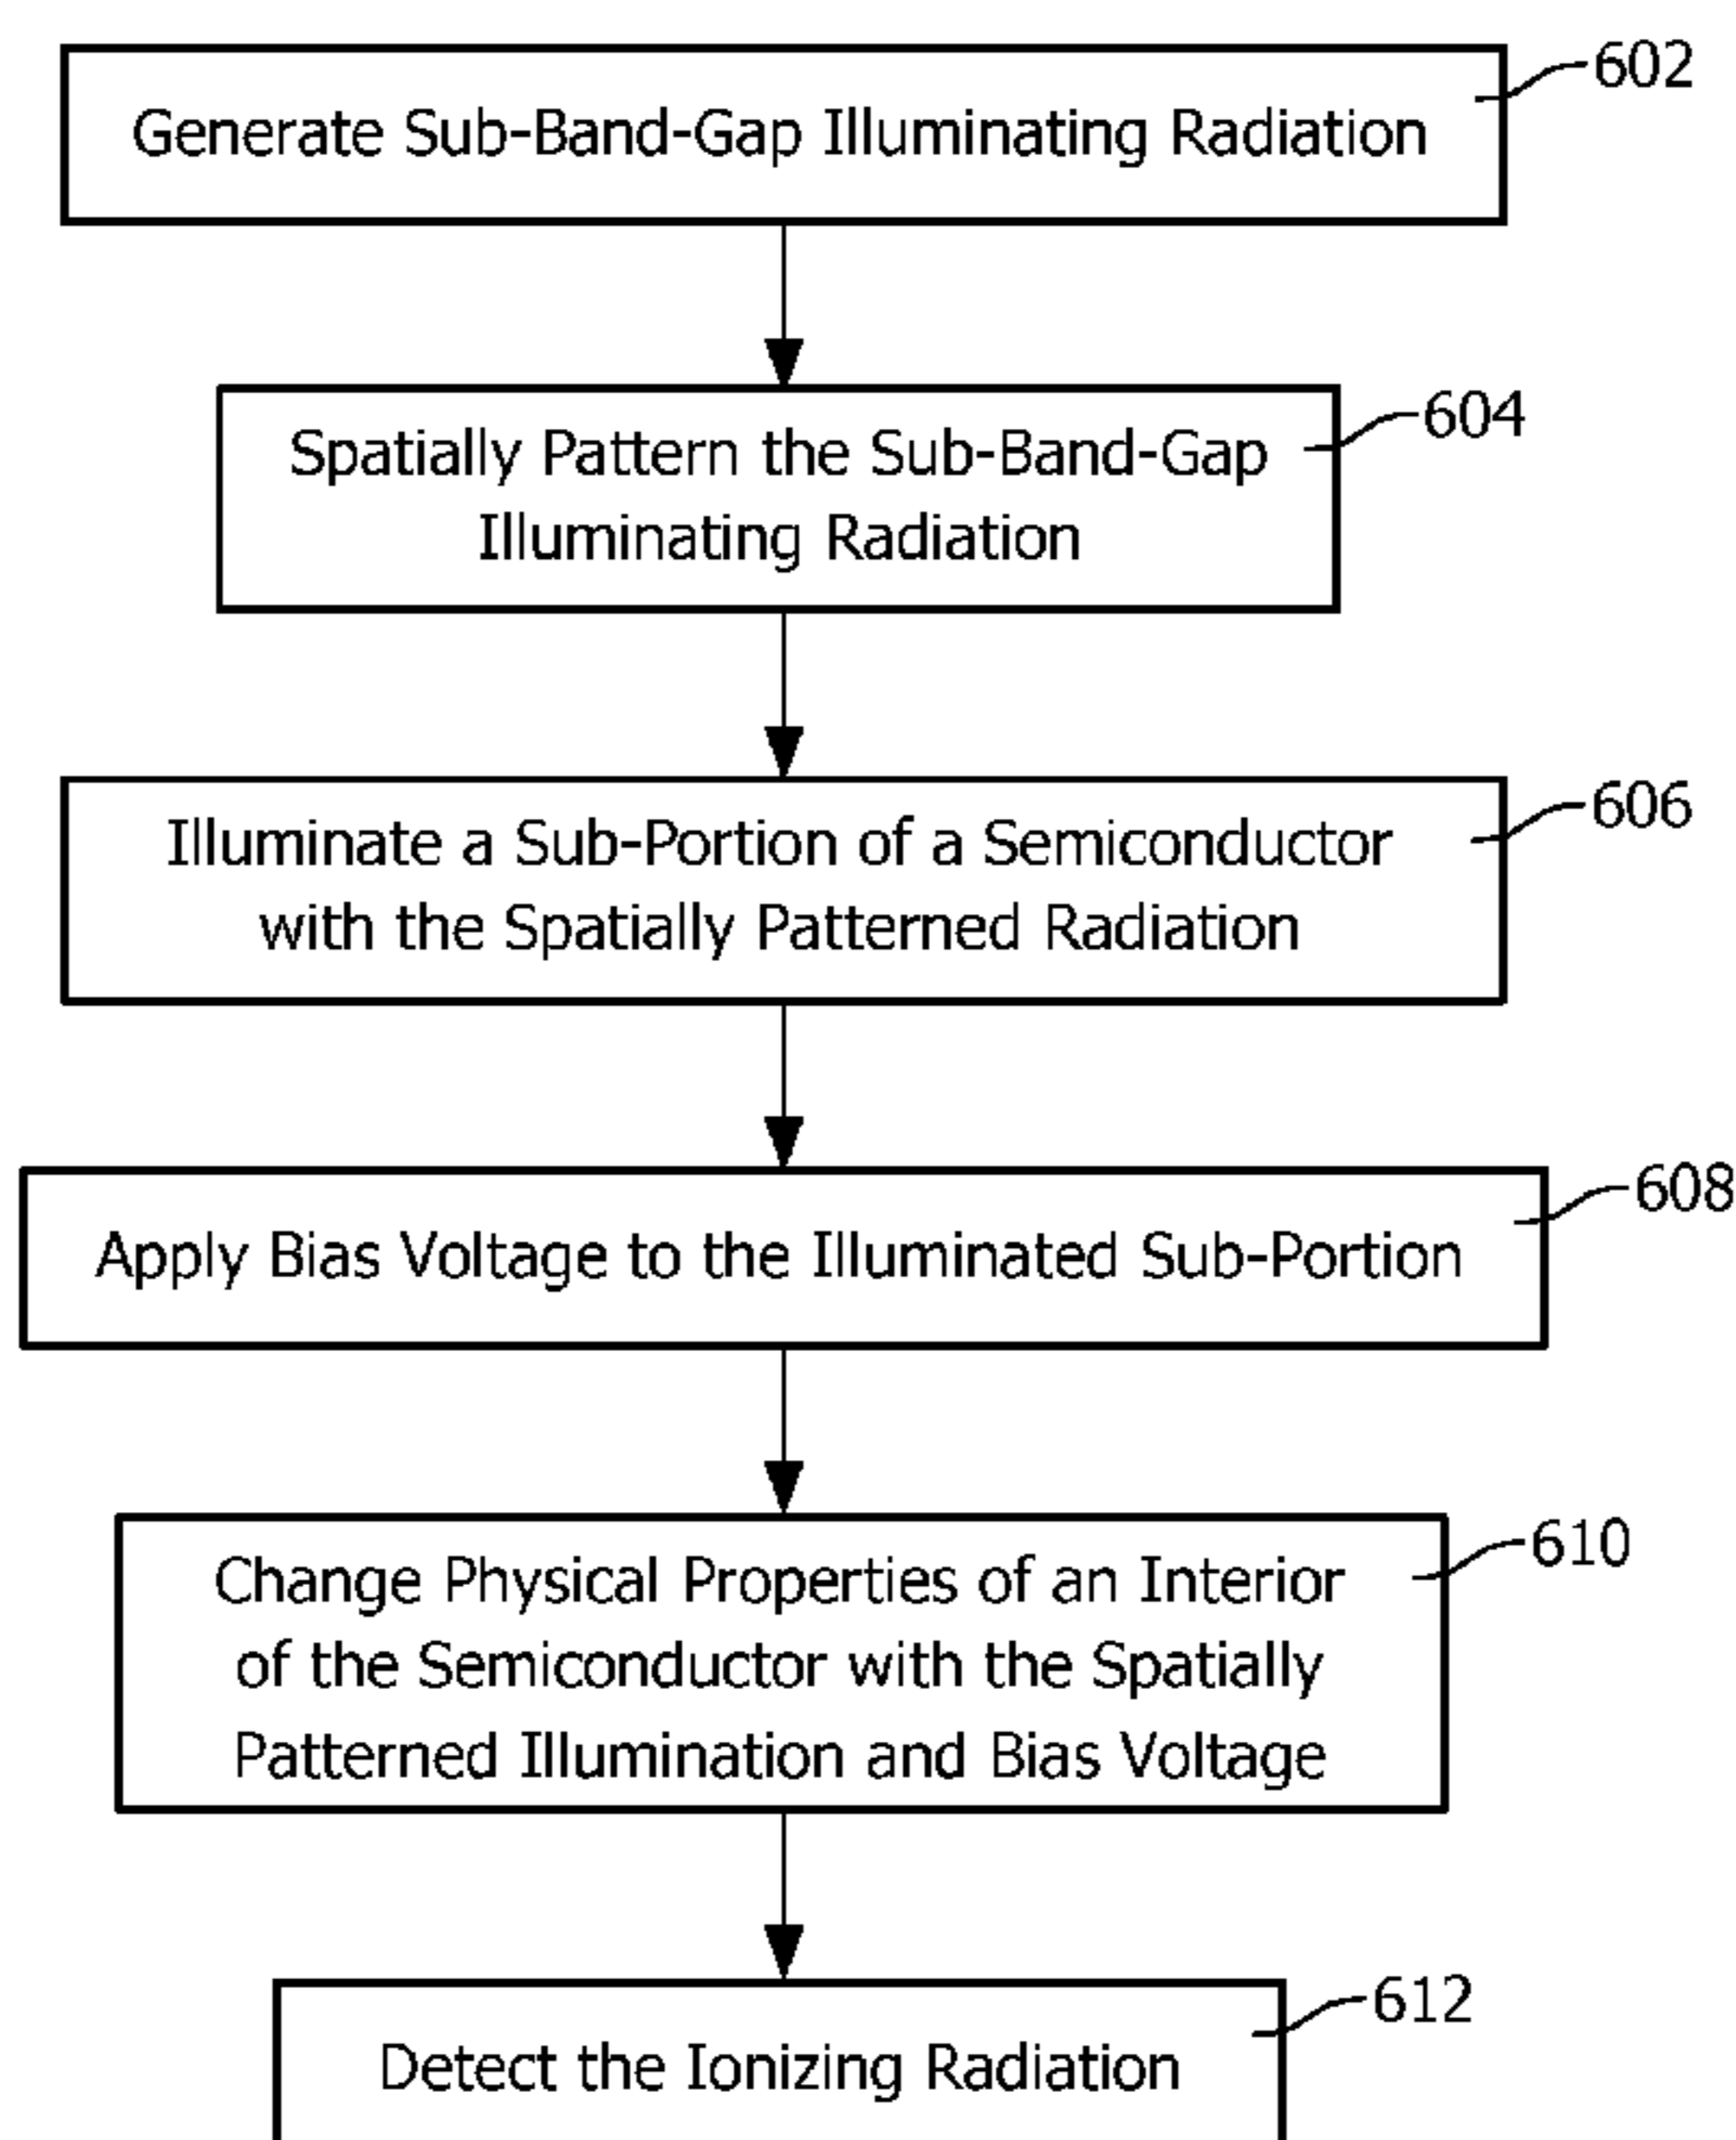 602
Generate Sub-Band-Gap Illuminating Radiation
604
Spatially Pattern the Sub-Band-Gap
Illuminating Radiation
606
Illuminate a Sub-Portion of a Semiconductor
with the Spatially Patterned Radiation
608
Apply Bias Voltage to the Illuminated Sub-Portion
610
Change Physical Properties of an Interior
of the Semiconductor with the Spatially
Patterned Illumination and Bias Voltage
612
Detect the Ionizing Radiation